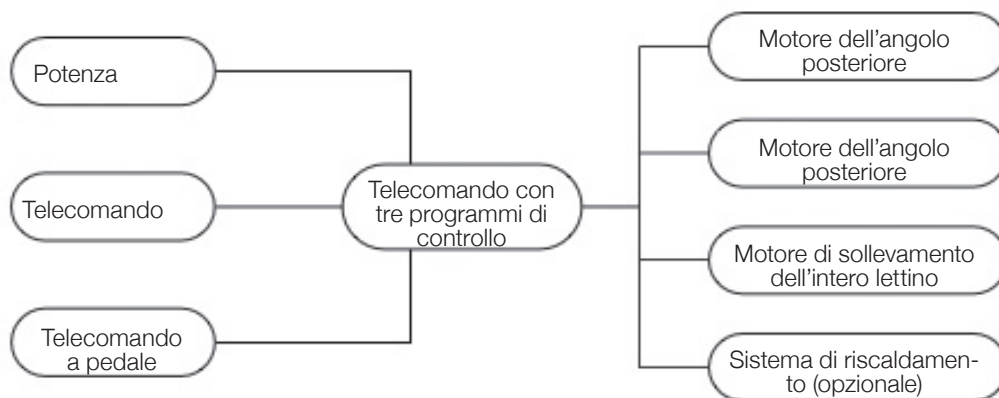 Potenza
Telecomando
Telecomando
a pedale
Telecomando con
tre programmi di
controllo
Motore dell'angolo
posteriore
Motore dell'angolo
posteriore
Motore di sollevamento
dell'intero lettino
Sistema di riscaldamen-
to (opzionale)